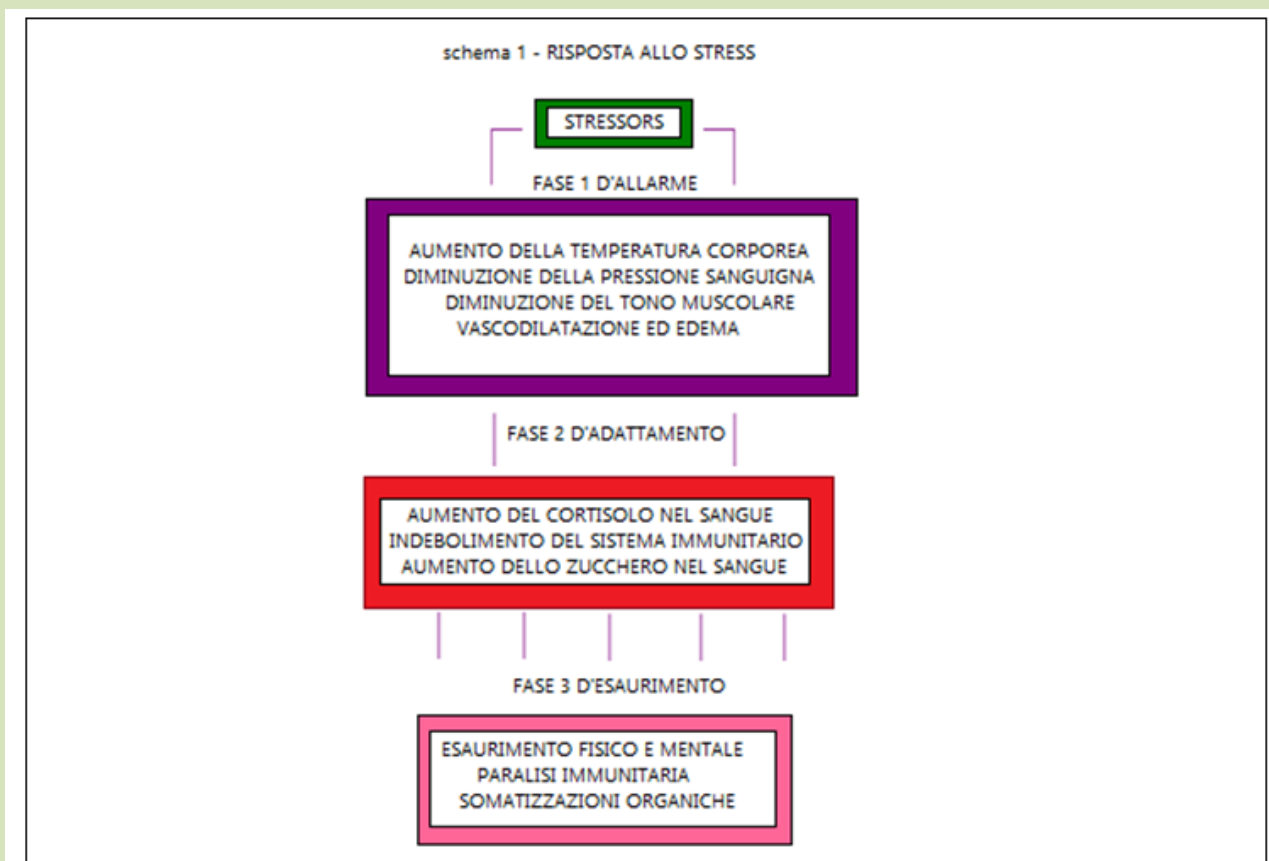 schema 1 - RISPOSTA ALLO STRESS
STRESSORS
FASE 1 D'ALLARME
AUMENTO DELLA TEMPERATURA CORPOREA
DIMINUZIONE DELLA PRESSIONE SANGUIGNA
DIMINUZIONE DEL TONO MUSCOLARE
VASCODILATAZIONE ED EDEMA
FASE 2 D'ADATTAMENTO
AUMENTO DEL CORTISOLO NEL SANGUE
INDEBOLIMENTO DEL SISTEMA IMMUNITARIO
AUMENTO DELLO ZUCCHERO NEL SANGUE
FASE 3 D'ESAURIMENTO
ESAURIMENTO FISICO E MENTALE
PARALISI IMMUNITARIA
SOMATIZZAZIONI ORGANICHE